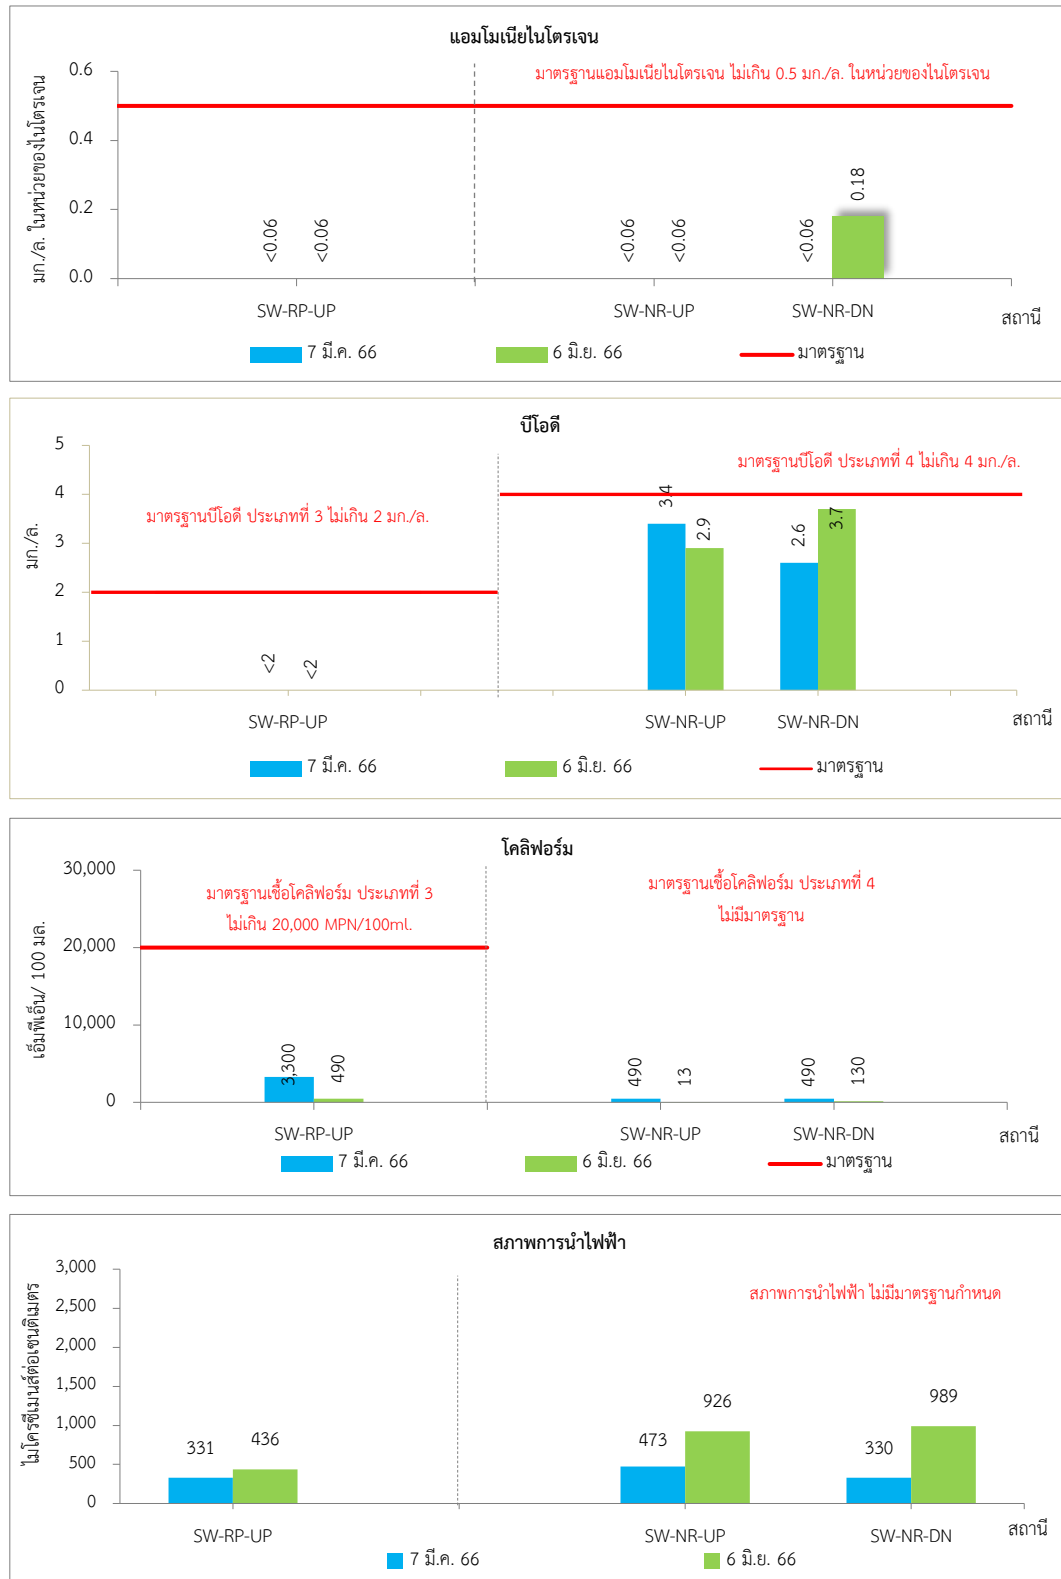 แอมโมเนียไนโตรเจน
มาตรฐานแอมโมเนียไนโตรเจน ไม่เกิน 0.5 มก./ล. ในหน่วยของไนโตรเจน
มก./ล. ในหน่วยของไนโตรเจน
0.6
0.4
0.2
0.0
<0.06
<0.06
<0.06
<0.06
<0.06
0.18
SW-RP-UP
SW-NR-UP
SW-NR-DN
สถานี
7 มี.ค. 66
6 มิ.ย. 66
มาตรฐาน
บีโอดี
มาตรฐานบีโอดี ประเภทที่ 4 ไม่เกิน 4 มก./ล.
มาตรฐานบีโอดี ประเภทที่ 3 ไม่เกิน 2 มก./ล.
มก./ล.
5
4
3
2
1
0
<2
<2
3.4
2.9
2.6
3.7
SW-RP-UP
SW-NR-UP
SW-NR-DN
สถานี
7 มี.ค. 66
6 มิ.ย. 66
มาตรฐาน
โคลิฟอร์ม
มาตรฐานเชื้อโคลิฟอร์ม ประเภทที่ 3
ไม่เกิน 20,000 MPN/100ml.
มาตรฐานเชื้อโคลิฟอร์ม ประเภทที่ 4
ไม่มีมาตรฐาน
เอ็มพีเอ็น/ 100 มล.
30,000
20,000
10,000
0
3,300
490
490
13
490
130
SW-RP-UP
SW-NR-UP
SW-NR-DN
สถานี
7 มี.ค. 66
6 มิ.ย. 66
มาตรฐาน
สภาพการนำไฟฟ้า
สภาพการนำไฟฟ้า ไม่มีมาตรฐานกำหนด
ไมโครซีเมนส์ต่อเซนติเมตร
3,000
2,500
2,000
1,500
1,000
500
0
331
436
473
926
330
989
SW-RP-UP
SW-NR-UP
SW-NR-DN
สถานี
7 มี.ค. 66
6 มิ.ย. 66